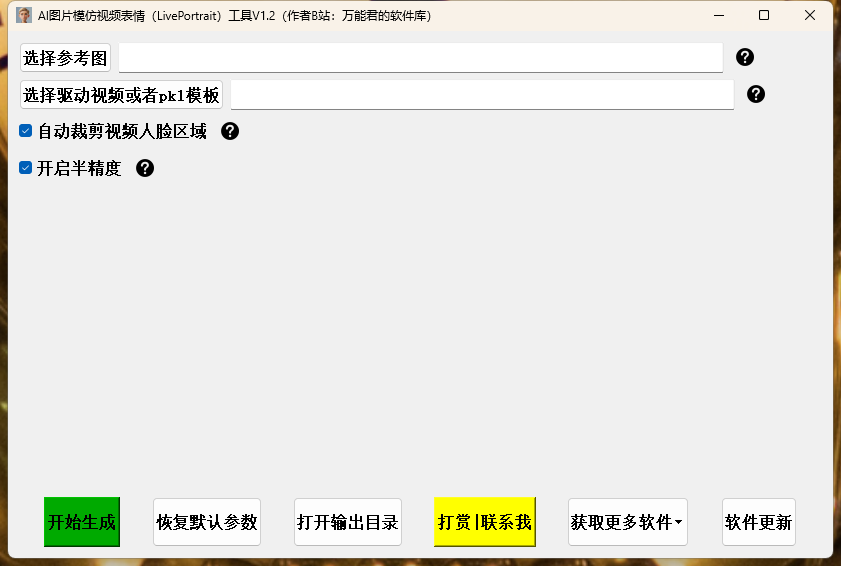 AI图片模仿视频表情（LivePortrait）工具V1.2（作者B站：万能君的软件库）
选择参考图
选择驱动视频或者pkl模板
自动裁剪视频人脸区域
开启半精度
开始生成 恢复默认参数 打开输出目录 打赏|联系我 获取更多软件 软件更新